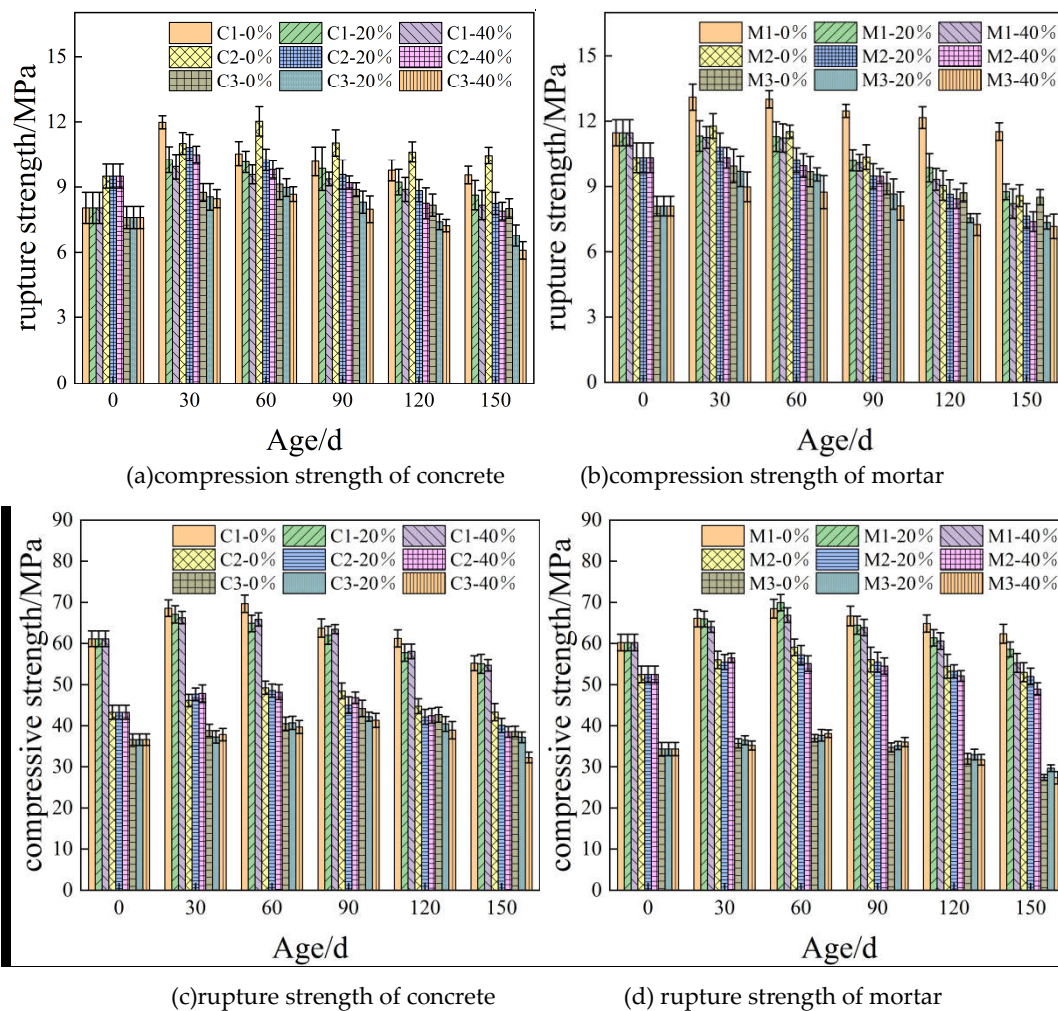 C1-0% C1-20% C1-40%
C2-0% C2-20% C2-40%
C3-0% C3-20% C3-40%
15
12
9
6
3
0
rupture strength/MPa
0 30 60 90 120 150
Age/d
(a)compression strength of concrete
M1-0% M1-20% M1-40%
M2-0% M2-20% M2-40%
M3-0% M3-20% M3-40%
15
12
9
6
3
0
rupture strength/MPa
0 30 60 90 120 150
Age/d
(b)compression strength of mortar
C1-0% C1-20% C1-40%
C2-0% C2-20% C2-40%
C3-0% C3-20% C3-40%
90
80
70
60
50
40
30
20
10
0
compressive strength/MPa
0 30 60 90 120 150
Age/d
(c)rupture strength of concrete
M1-0% M1-20% M1-40%
M2-0% M2-20% M2-40%
M3-0% M3-20% M3-40%
90
80
70
60
50
40
30
20
10
0
compressive strength/MPa
0 30 60 90 120 150
Age/d
(d) rupture strength of mortar